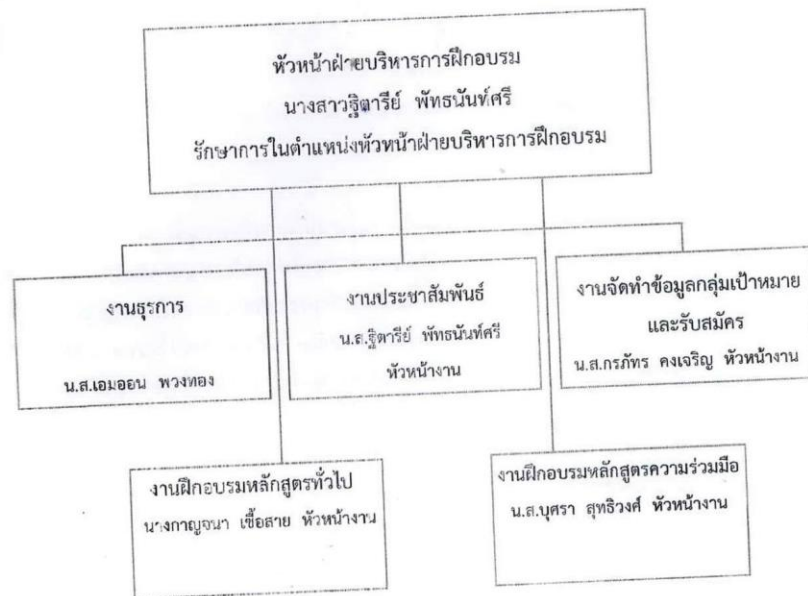 หัวหน้าฝ่ายบริหารการฝึกอบรม
นางสาวฐิตารีย์ พัทธนันท์ศรี
รักษาการในตำแหน่งหัวหน้าฝ่ายบริหารการฝึกอบรม
งานธุรการ
น.ส.เอมออน พวงทอง
งานประชาสัมพันธ์
น.ส.ฐิตารีย์ พัทธนันท์ศรี
หัวหน้างาน
งานจัดทำข้อมูลกลุ่มเป้าหมาย
และรับสมัคร
น.ส.กรภัทร คงเจริญ หัวหน้างาน
งานฝึกอบรมหลักสูตรทั่วไป
นางกาญจนา เชื้อสาย หัวหน้างาน
งานฝึกอบรมหลักสูตรความร่วมมือ
น.ส.บุศรา สุทธิวงศ์ หัวหน้างาน